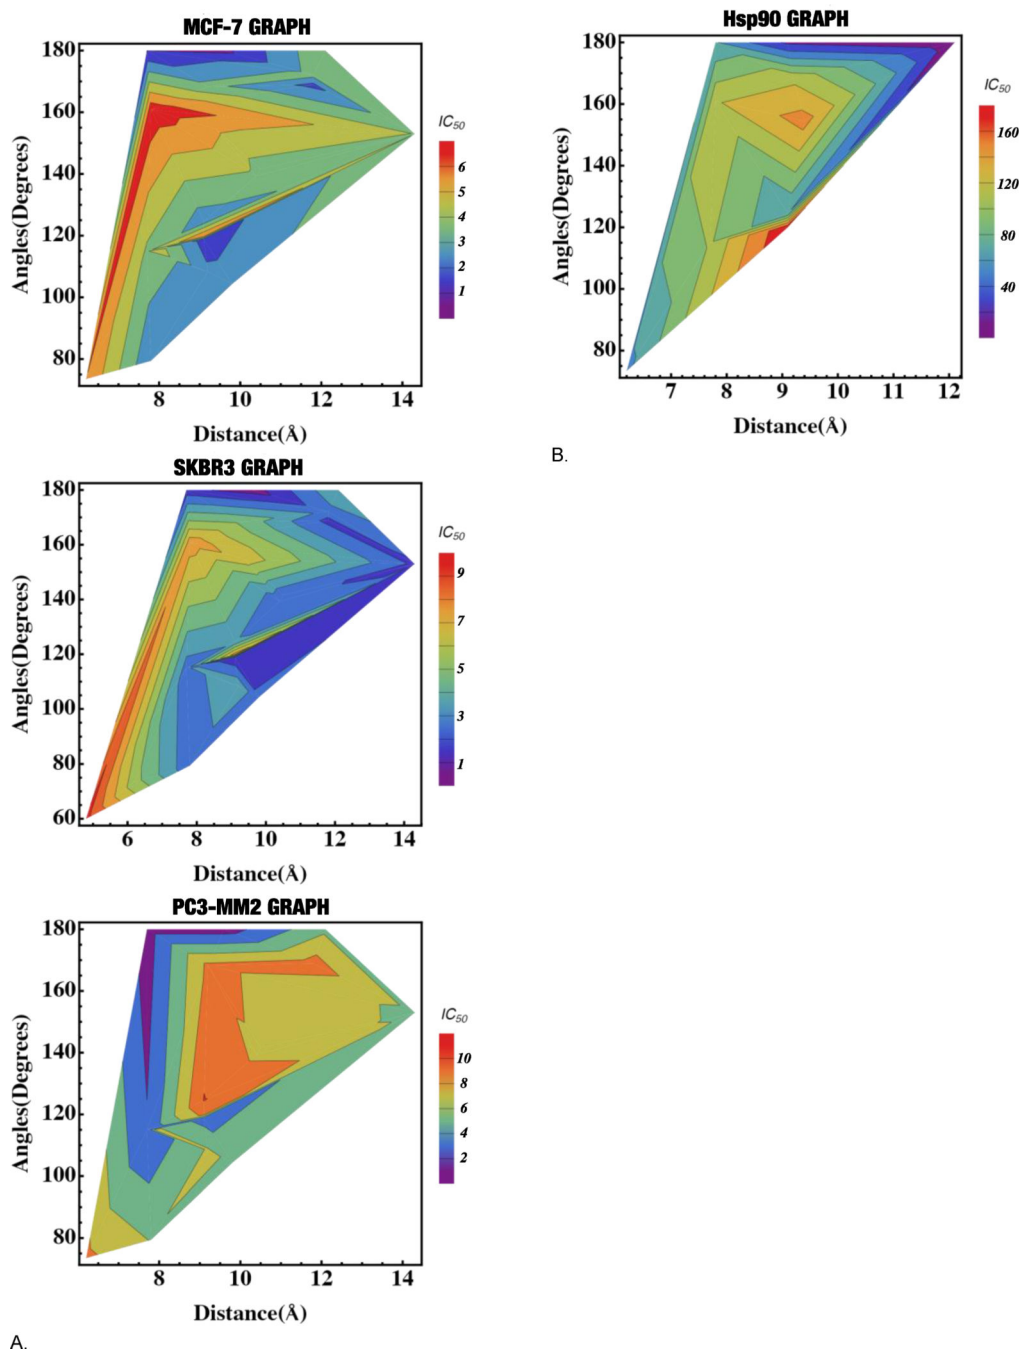 MCF-7 GRAPH
180
160
140
120
100
80
8 10 12 14
Angles(Degrees)
Distance(Å)
IC50
6
5
4
3
2
1
Hsp90 GRAPH
180
160
140
120
100
80
7 8 9 10 11 12
Angles(Degrees)
Distance(Å)
IC50
160
120
80
40
B.
SKBR3 GRAPH
180
160
140
120
100
80
60
6 8 10 12 14
Angles(Degrees)
Distance(Å)
IC50
9
7
5
3
1
PC3-MM2 GRAPH
180
160
140
120
100
80
8 10 12 14
Angles(Degrees)
Distance(Å)
IC50
10
8
6
4
2
A.